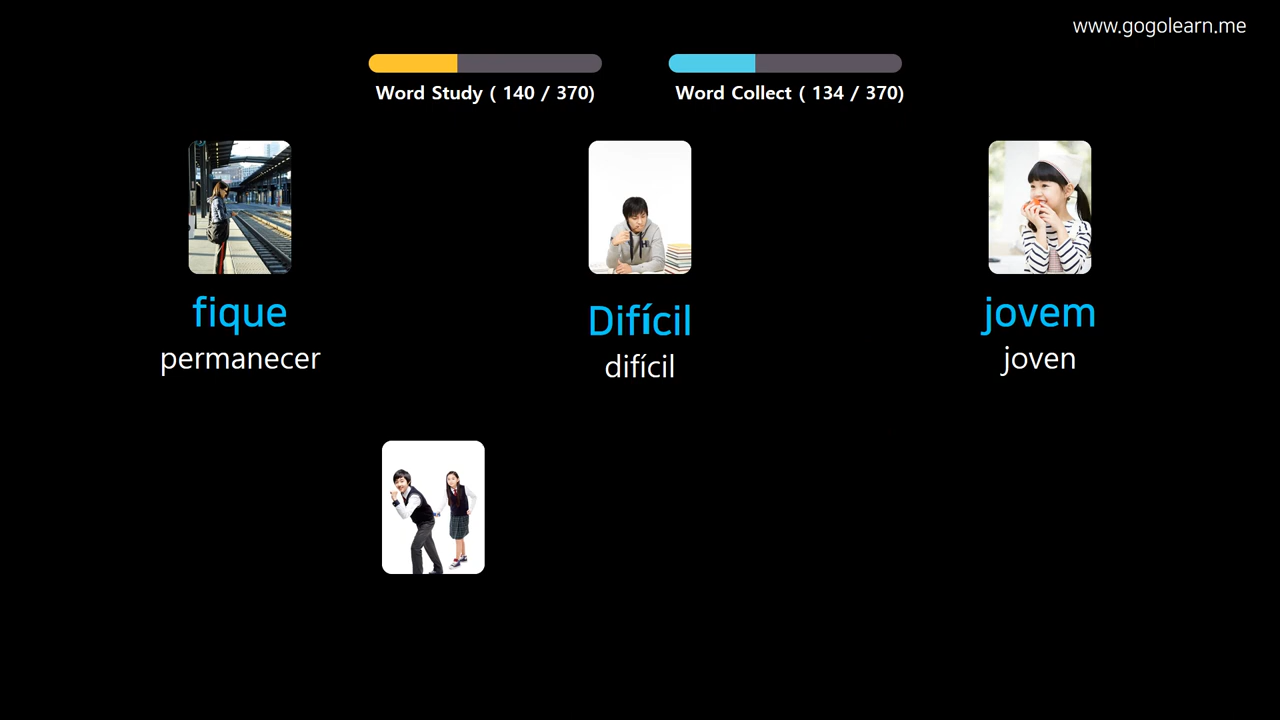 www.gogolearn.me
Word Study ( 140 / 370)
Word Collect ( 134 / 370)
fique
permanecer
Difícil
difícil
jovem
joven